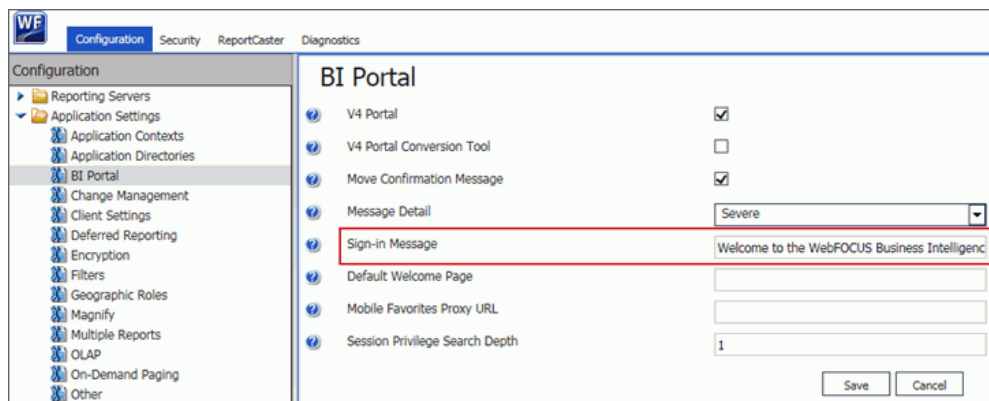 WF
Configuration Security ReportCaster Diagnostics
Configuration
Reporting Servers
Application Settings
Application Contexts
Application Directories
BI Portal
Change Management
Client Settings
Deferred Reporting
Encryption
Filters
Geographic Roles
Magnify
Multiple Reports
OLAP
On-Demand Paging
Other
BI Portal
V4 Portal
V4 Portal Conversion Tool
Move Confirmation Message
Message Detail Severe
Sign-in Message Welcome to the WebFOCUS Business Intelligenc
Default Welcome Page
Mobile Favorites Proxy URL
Session Privilege Search Depth 1
Save Cancel